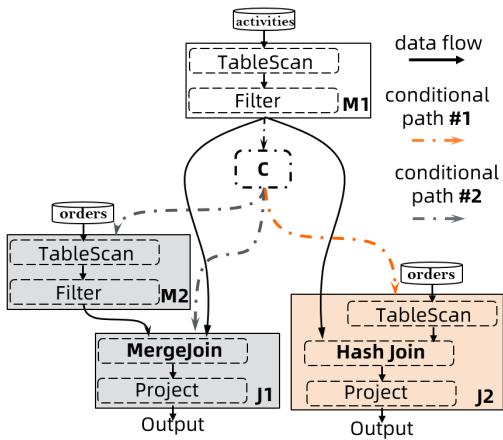 activities
TableScan
Filter
M1
data flow
conditional
path #1
conditional
path #2
C
orders
TableScan
Filter
M2
MergeJoin
Project
J1
Output
orders
TableScan
Hash Join
Project
J2
Output